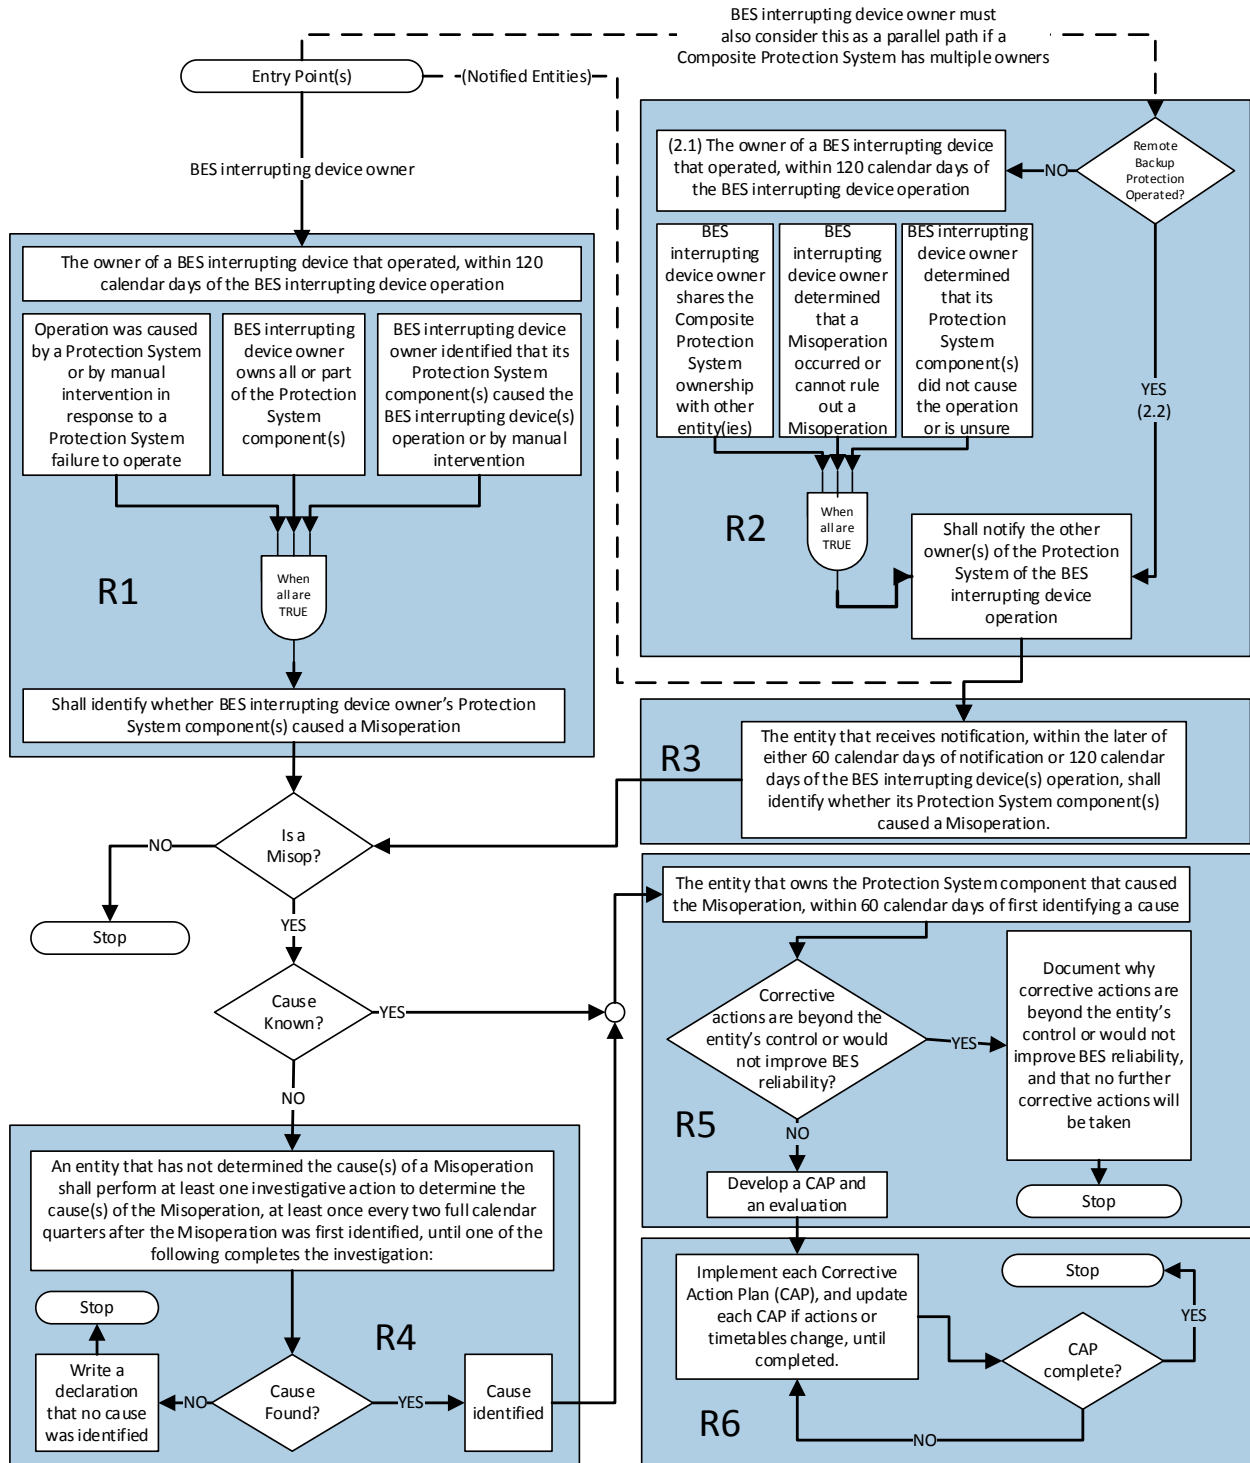 BES interrupting device owner must
also consider this as a parallel path if a
Composite Protection System has multiple owners
Entry Point(s)
(Notified Entities)
BES interrupting device owner
The owner of a BES interrupting device that operated, within 120
calendar days of the BES interrupting device operation
Operation was caused
by a Protection System
or by manual
intervention in
response to a
Protection System
failure to operate
BES interrupting
device owner
owns all or part
of the Protection
System
component(s)
BES interrupting device
owner identified that its
Protection System
component(s) caused the
BES interrupting device(s)
operation or by manual
intervention
When
all are
TRUE
R1
Shall identify whether BES interrupting device owner’s Protection
System component(s) caused a Misoperation
Remote
Backup
Protection
Operated?
NO
(2.1) The owner of a BES interrupting device
that operated, within 120 calendar days of
the BES interrupting device operation
BES
interrupting
device owner
shares the
Composite
Protection
System
ownership
with other
entity(ies)
BES
interrupting
device owner
determined
that a
Misoperation
occurred or
cannot rule
out a
Misoperation
BES interrupting
device owner
determined
that its
Protection
System
component(s)
did not cause
the operation
or is unsure
YES
(2.2)
When
all are
TRUE
R2
Shall notify the other
owner(s) of the Protection
System of the BES
interrupting device
operation
R3
The entity that receives notification, within the later of
either 60 calendar days of notification or 120 calendar
days of the BES interrupting device(s) operation, shall
identify whether its Protection System component(s)
caused a Misoperation.
Is a
Misop?
NO
Stop
YES
Cause
Known?
YES
NO
An entity that has not determined the cause(s) of a Misoperation
shall perform at least one investigative action to determine the
cause(s) of the Misoperation, at least once every two full calendar
quarters after the Misoperation was first identified, until one of the
following completes the investigation:
Stop
R4
Write a
declaration
that no cause
was identified
NO
Cause
Found?
YES
Cause
identified
The entity that owns the Protection System component that caused
the Misoperation, within 60 calendar days of first identifying a cause
Corrective
actions are beyond the
entity’s control or would
not improve BES
reliability?
YES
Document why
corrective actions are
beyond the entity’s
control or would not
improve BES reliability,
and that no further
corrective actions will
be taken
R5
NO
Stop
Develop a CAP and
an evaluation
Implement each Corrective
Action Plan (CAP), and update
each CAP if actions or
timetables change, until
completed.
Stop
YES
CAP
complete?
NO
R6